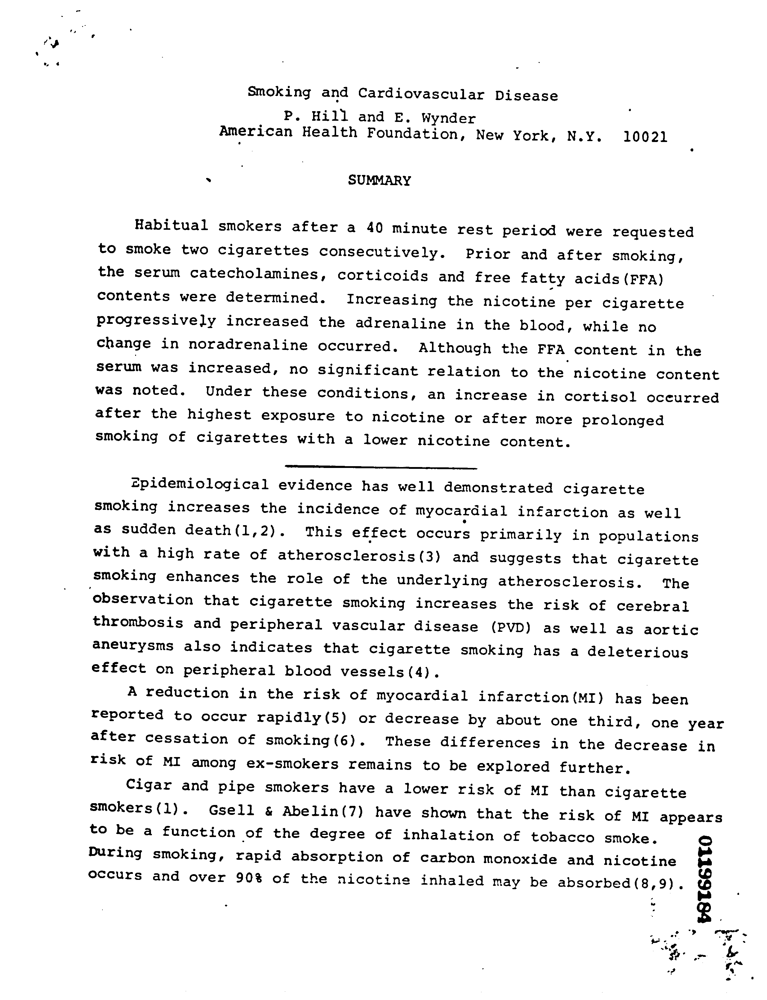 Smoking and Cardiovascular Disease
P. Hill and E. Wynder
American Health Foundation, New York, N.Y. 10021
SUMMARY
Habitual smokers after a 40 minute rest period were requested
to smoke two cigarettes consecutively. Prior and after smoking,
the serum catecholamines, corticoids and free fatty acids(FFA)
contents were determined. Increasing the nicotine per cigarette
progressively increased the adrenaline in the blood, while no
change in noradrenaline occurred. Although the FFA content in the
serum was increased, no significant relation to the nicotine content
was noted. Under these conditions, an increase in cortisol occurred
after the highest exposure to nicotine or after more prolonged
smoking of cigarettes with a lower nicotine content.
Epidemiological evidence has well demonstrated cigarette
smoking increases the incidence of myocardial infarction as well
as sudden death(1,2). This effect occurs primarily in populations
with a high rate of atherosclerosis(3) and suggests that cigarette
smoking enhances the role of the underlying atherosclerosis. The
observation that cigarette smoking increases the risk of cerebral
thrombosis and peripheral vascular disease (PVD) as well as aortic
aneurysms also indicates that cigarette smoking has a deleterious
effect on peripheral blood vessels(4).
A reduction in the risk of myocardial infarction(MI) has been
reported to occur rapidly(5) or decrease by about one third, one year
after cessation of smoking(6). These differences in the decrease in
risk of MI among ex-smokers remains to be explored further.
Cigar and pipe smokers have a lower risk of MI than cigarette
smokers(1). Gsell & Abelin(7) have shown that the risk of MI appears
to be a function of the degree of inhalation of tobacco smoke.
During smoking, rapid absorption of carbon monoxide and nicotine
occurs and over 90% of the nicotine inhaled may be absorbed(8,9).
01199184